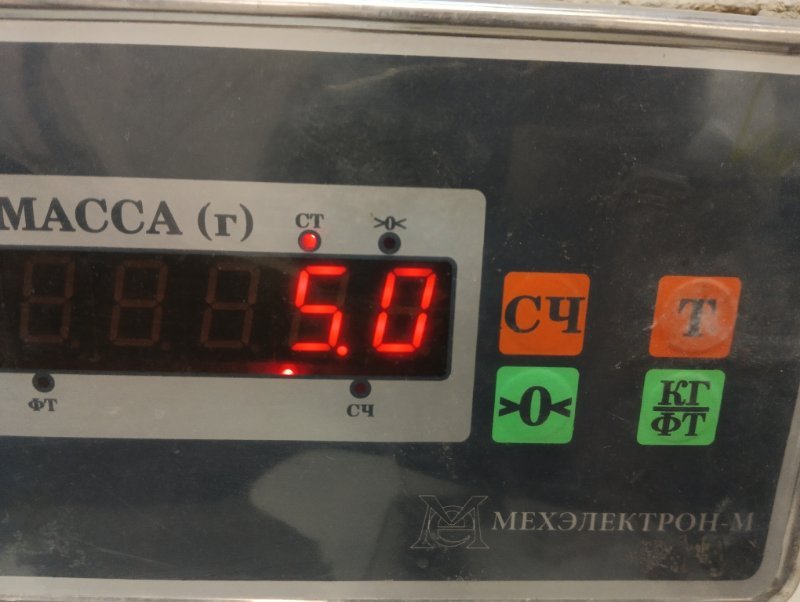 МАССА (г)
СТ
>0<
5.0
ФТ
СЧ
СЧ
Т
>0<
КГ
ФТ
МЕХЭЛЕКТРОН-М